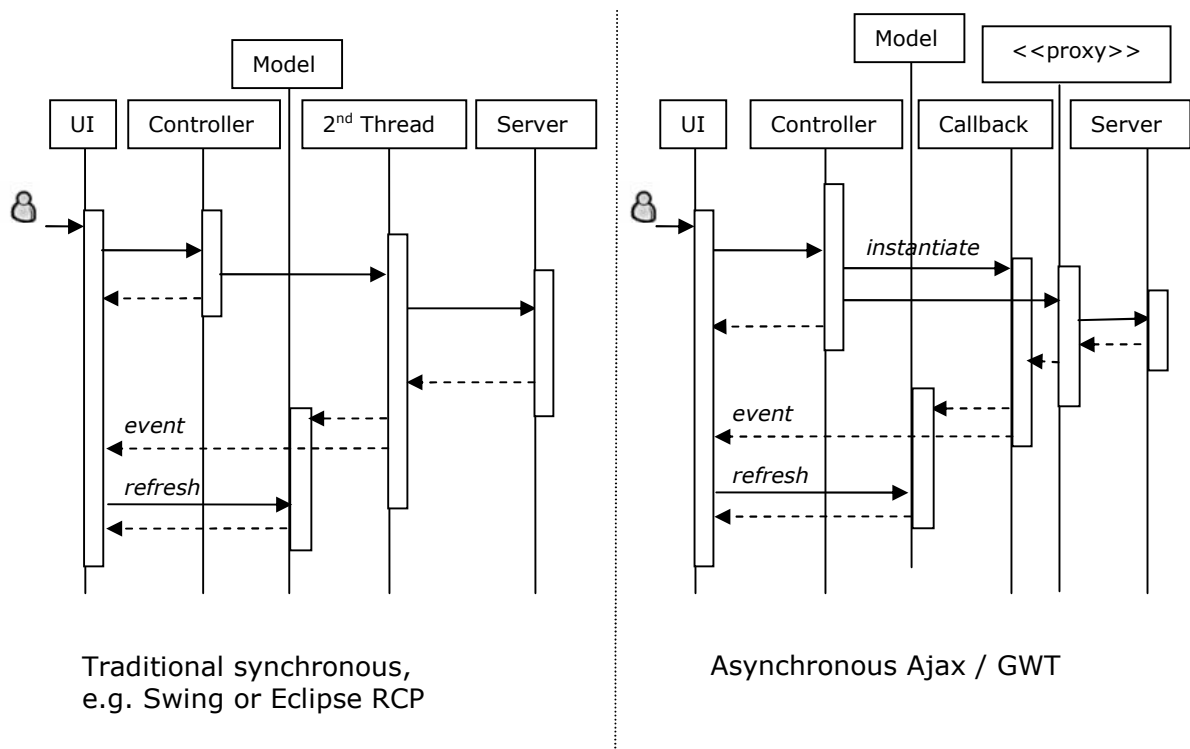 Model
UI
Controller
2nd Thread
Server
event
refresh
Traditional synchronous,
e.g. Swing or Eclipse RCP
Model
<<proxy>>
UI
Controller
Callback
Server
instantiate
event
refresh
Asynchronous Ajax / GWT